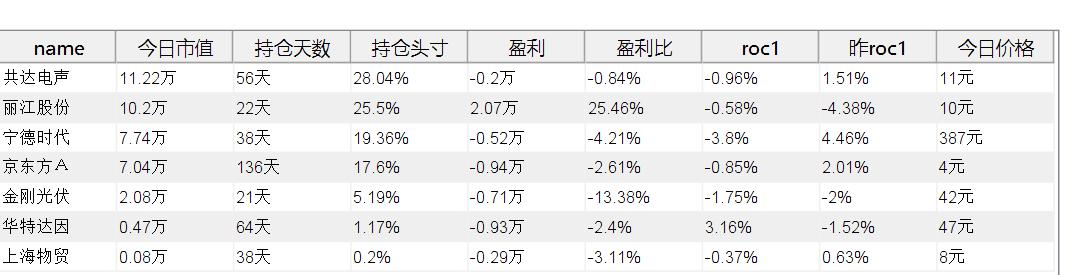 name 今日市值 持仓天数 持仓头寸 盈利 盈利比 roc1 昨roc1 今日价格
共达电声 11.22万 56天 28.04% -0.2万 -0.84% -0.96% 1.51% 11元
丽江股份 10.2万 22天 25.5% 2.07万 25.46% -0.58% -4.38% 10元
宁德时代 7.74万 38天 19.36% -0.52万 -4.21% -3.8% 4.46% 387元
京东方A 7.04万 136天 17.6% -0.94万 -2.61% -0.85% 2.01% 4元
金刚光伏 2.08万 21天 5.19% -0.71万 -13.38% -1.75% -2% 42元
华特达因 0.47万 64天 1.17% -0.93万 -2.4% 3.16% -1.52% 47元
上海物贸 0.08万 38天 0.2% -0.29万 -3.11% -0.37% 0.63% 8元